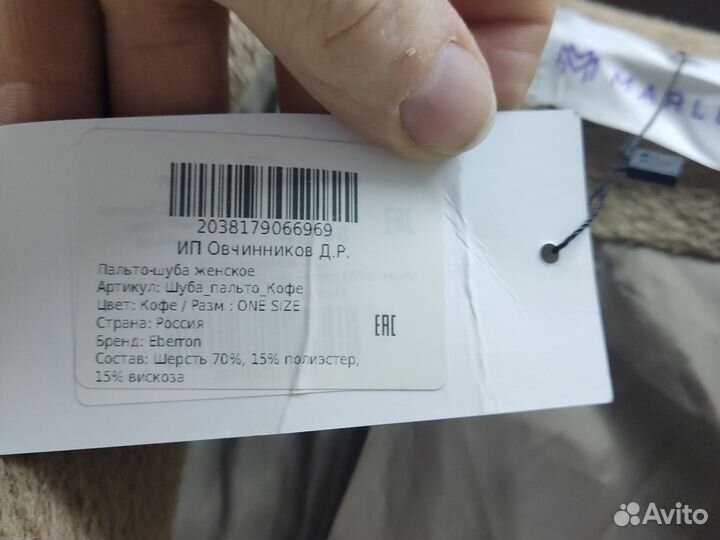 MARL
2038179066969
ИП Овчинников Д.Р.
Пальто-шуба женское
Артикул: Шуба_пальто_Кофе
Цвет: Кофе / Разм.: ONE SIZE
Страна: Россия
Бренд: Eberron
Состав: Шерсть 70%, 15% полиэстер,
15% вискоза
EAC
Avito